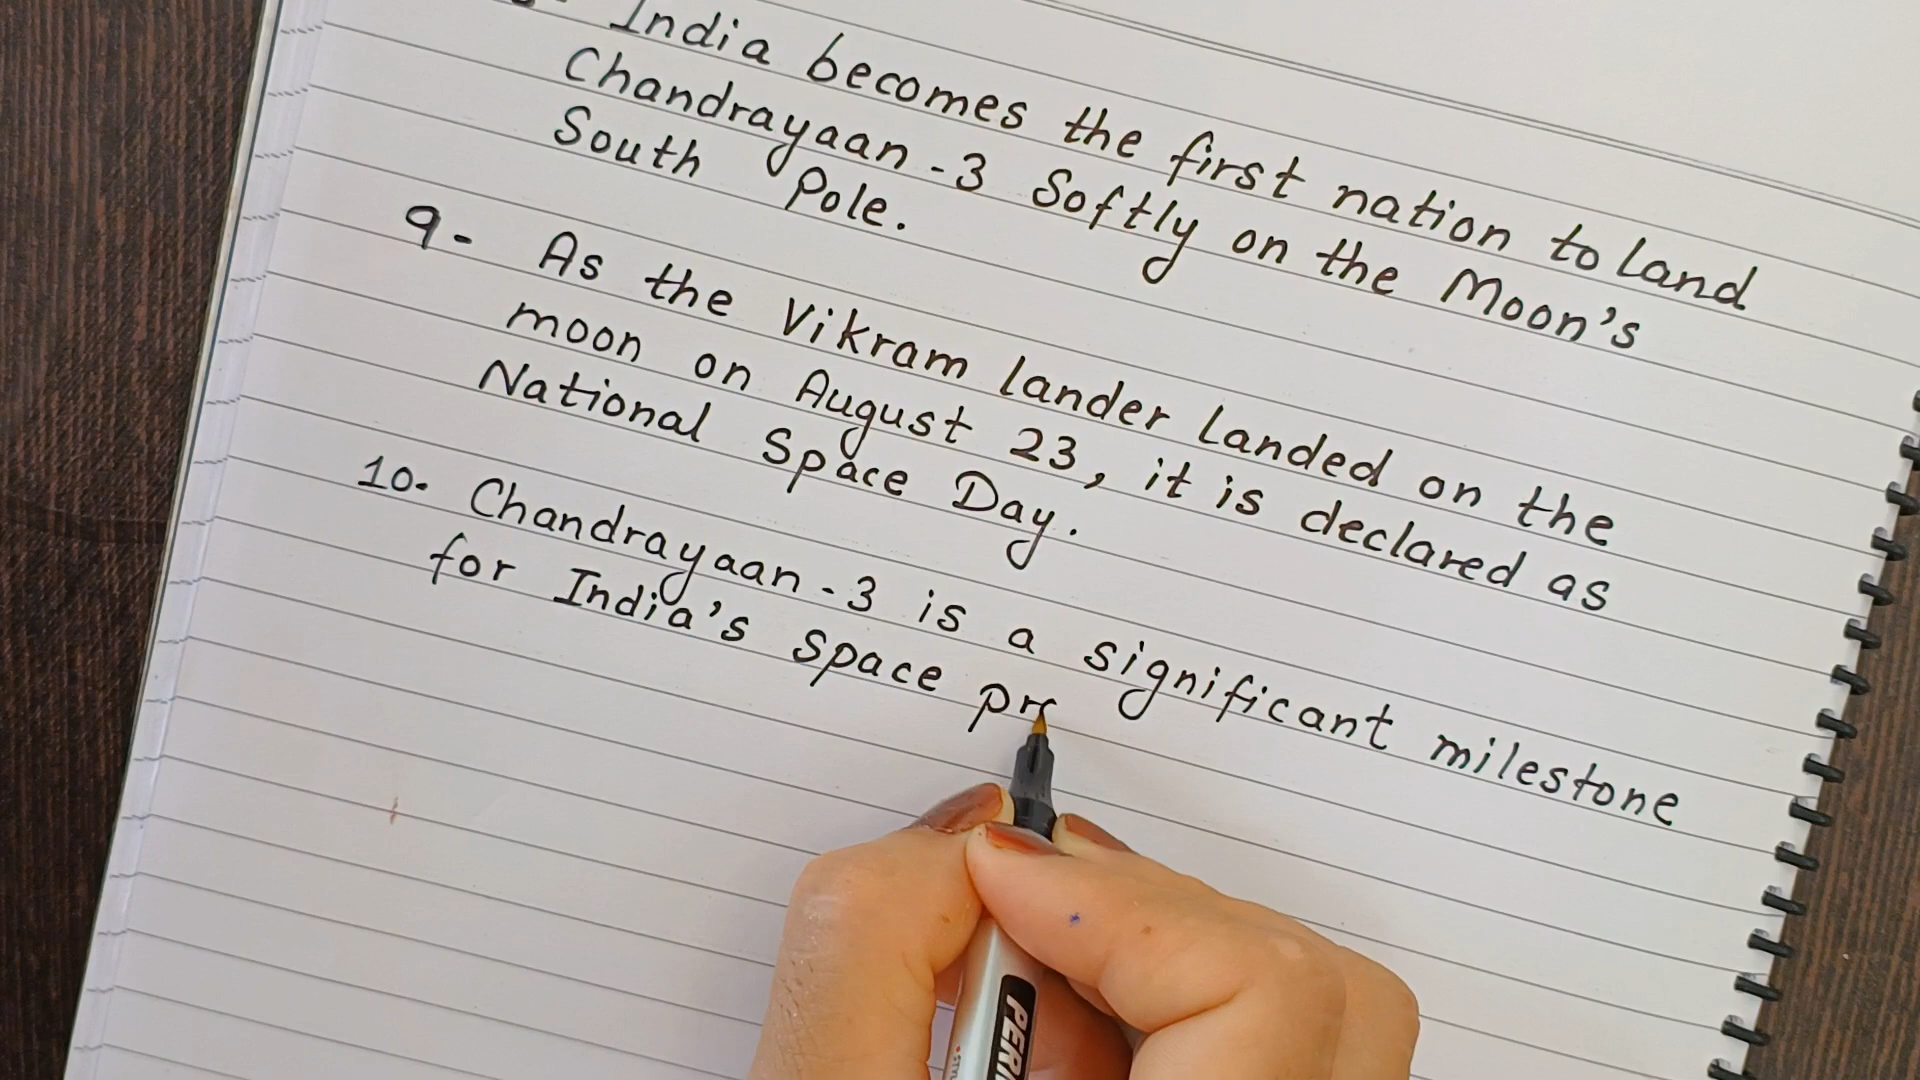 India becomes the first nation to land
Chandrayaan-3 Softly on the Moon's
South Pole.
9- As the Vikram lander landed on the
moon on August 23, it is declared as
National Space Day.
10. Chandrayaan-3 is a significant milestone
for India's Space pr